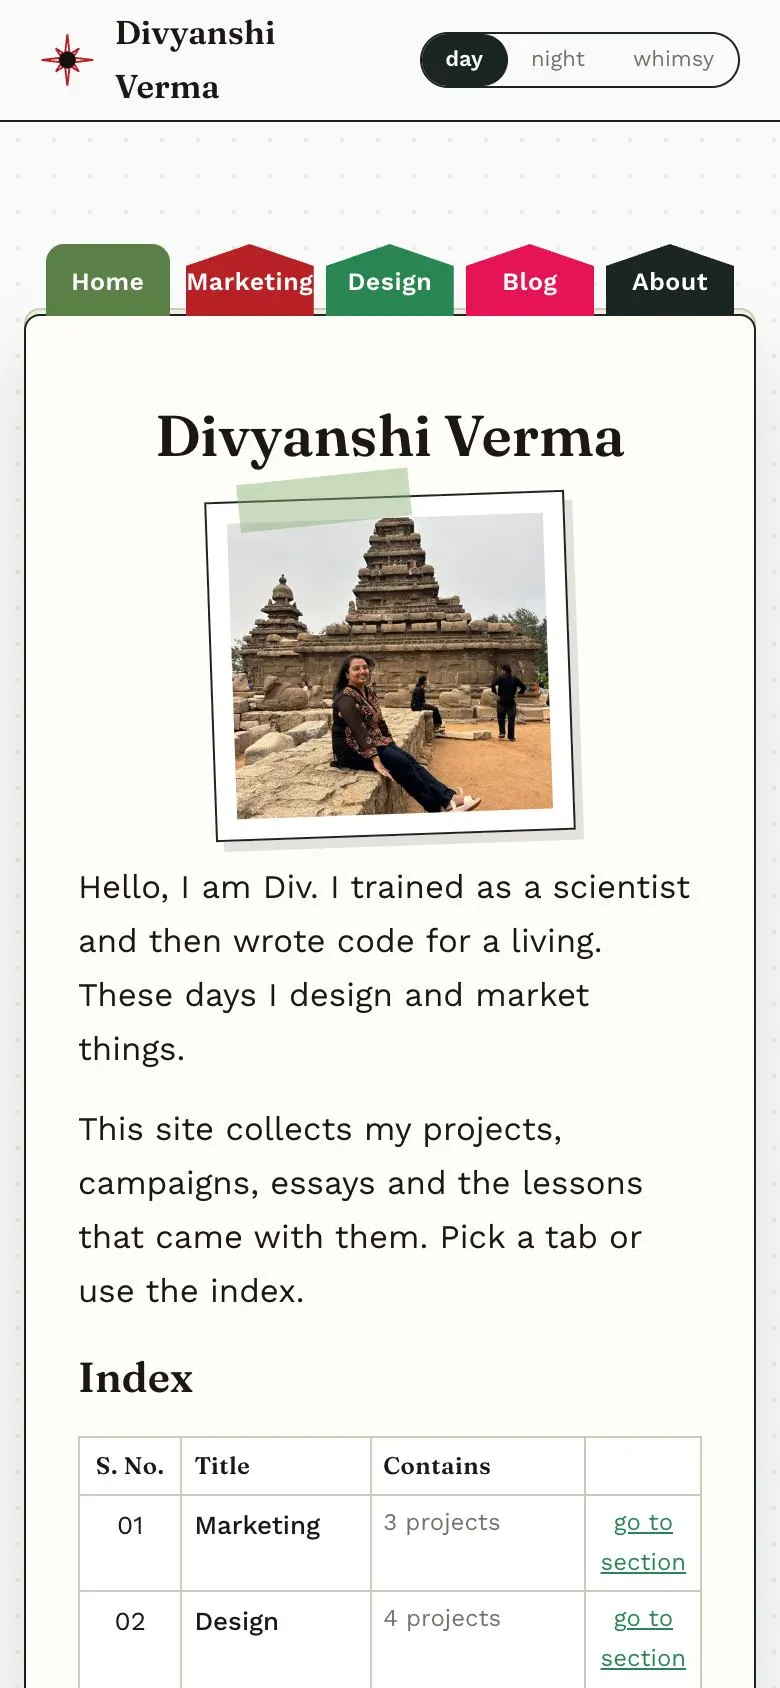 Divyanshi
Verma
day night whimsy
Home Marketing Design Blog About
Divyanshi Verma
Hello, I am Div. I trained as a scientist
and then wrote code for a living.
These days I design and market
things.
This site collects my projects,
campaigns, essays and the lessons
that came with them. Pick a tab or
use the index.
Index
S. No. Title Contains
01 Marketing 3 projects go to
section
02 Design 4 projects go to
section